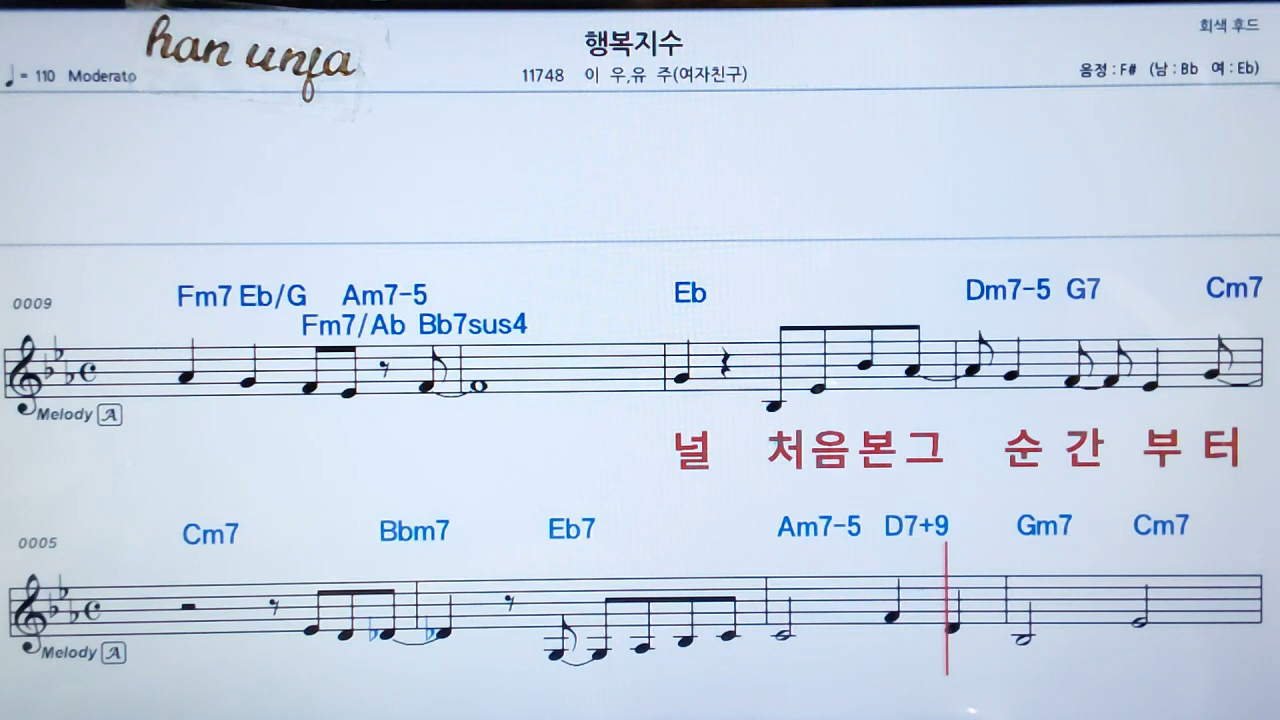 han unja
행복지수
회색 후드
♩= 110 Moderato
11748 이 우,유 주(여자친구)
음정 : F# (남 : Bb 여 : Eb)
0009
Fm7 Eb/G Am7-5 Eb Dm7-5 G7 Cm7
Fm7/Ab Bb7sus4
Melody A
널 처음본그 순 간 부 터
0005
Cm7 Bbm7 Eb7 Am7-5 D7+9 Gm7 Cm7
Melody A